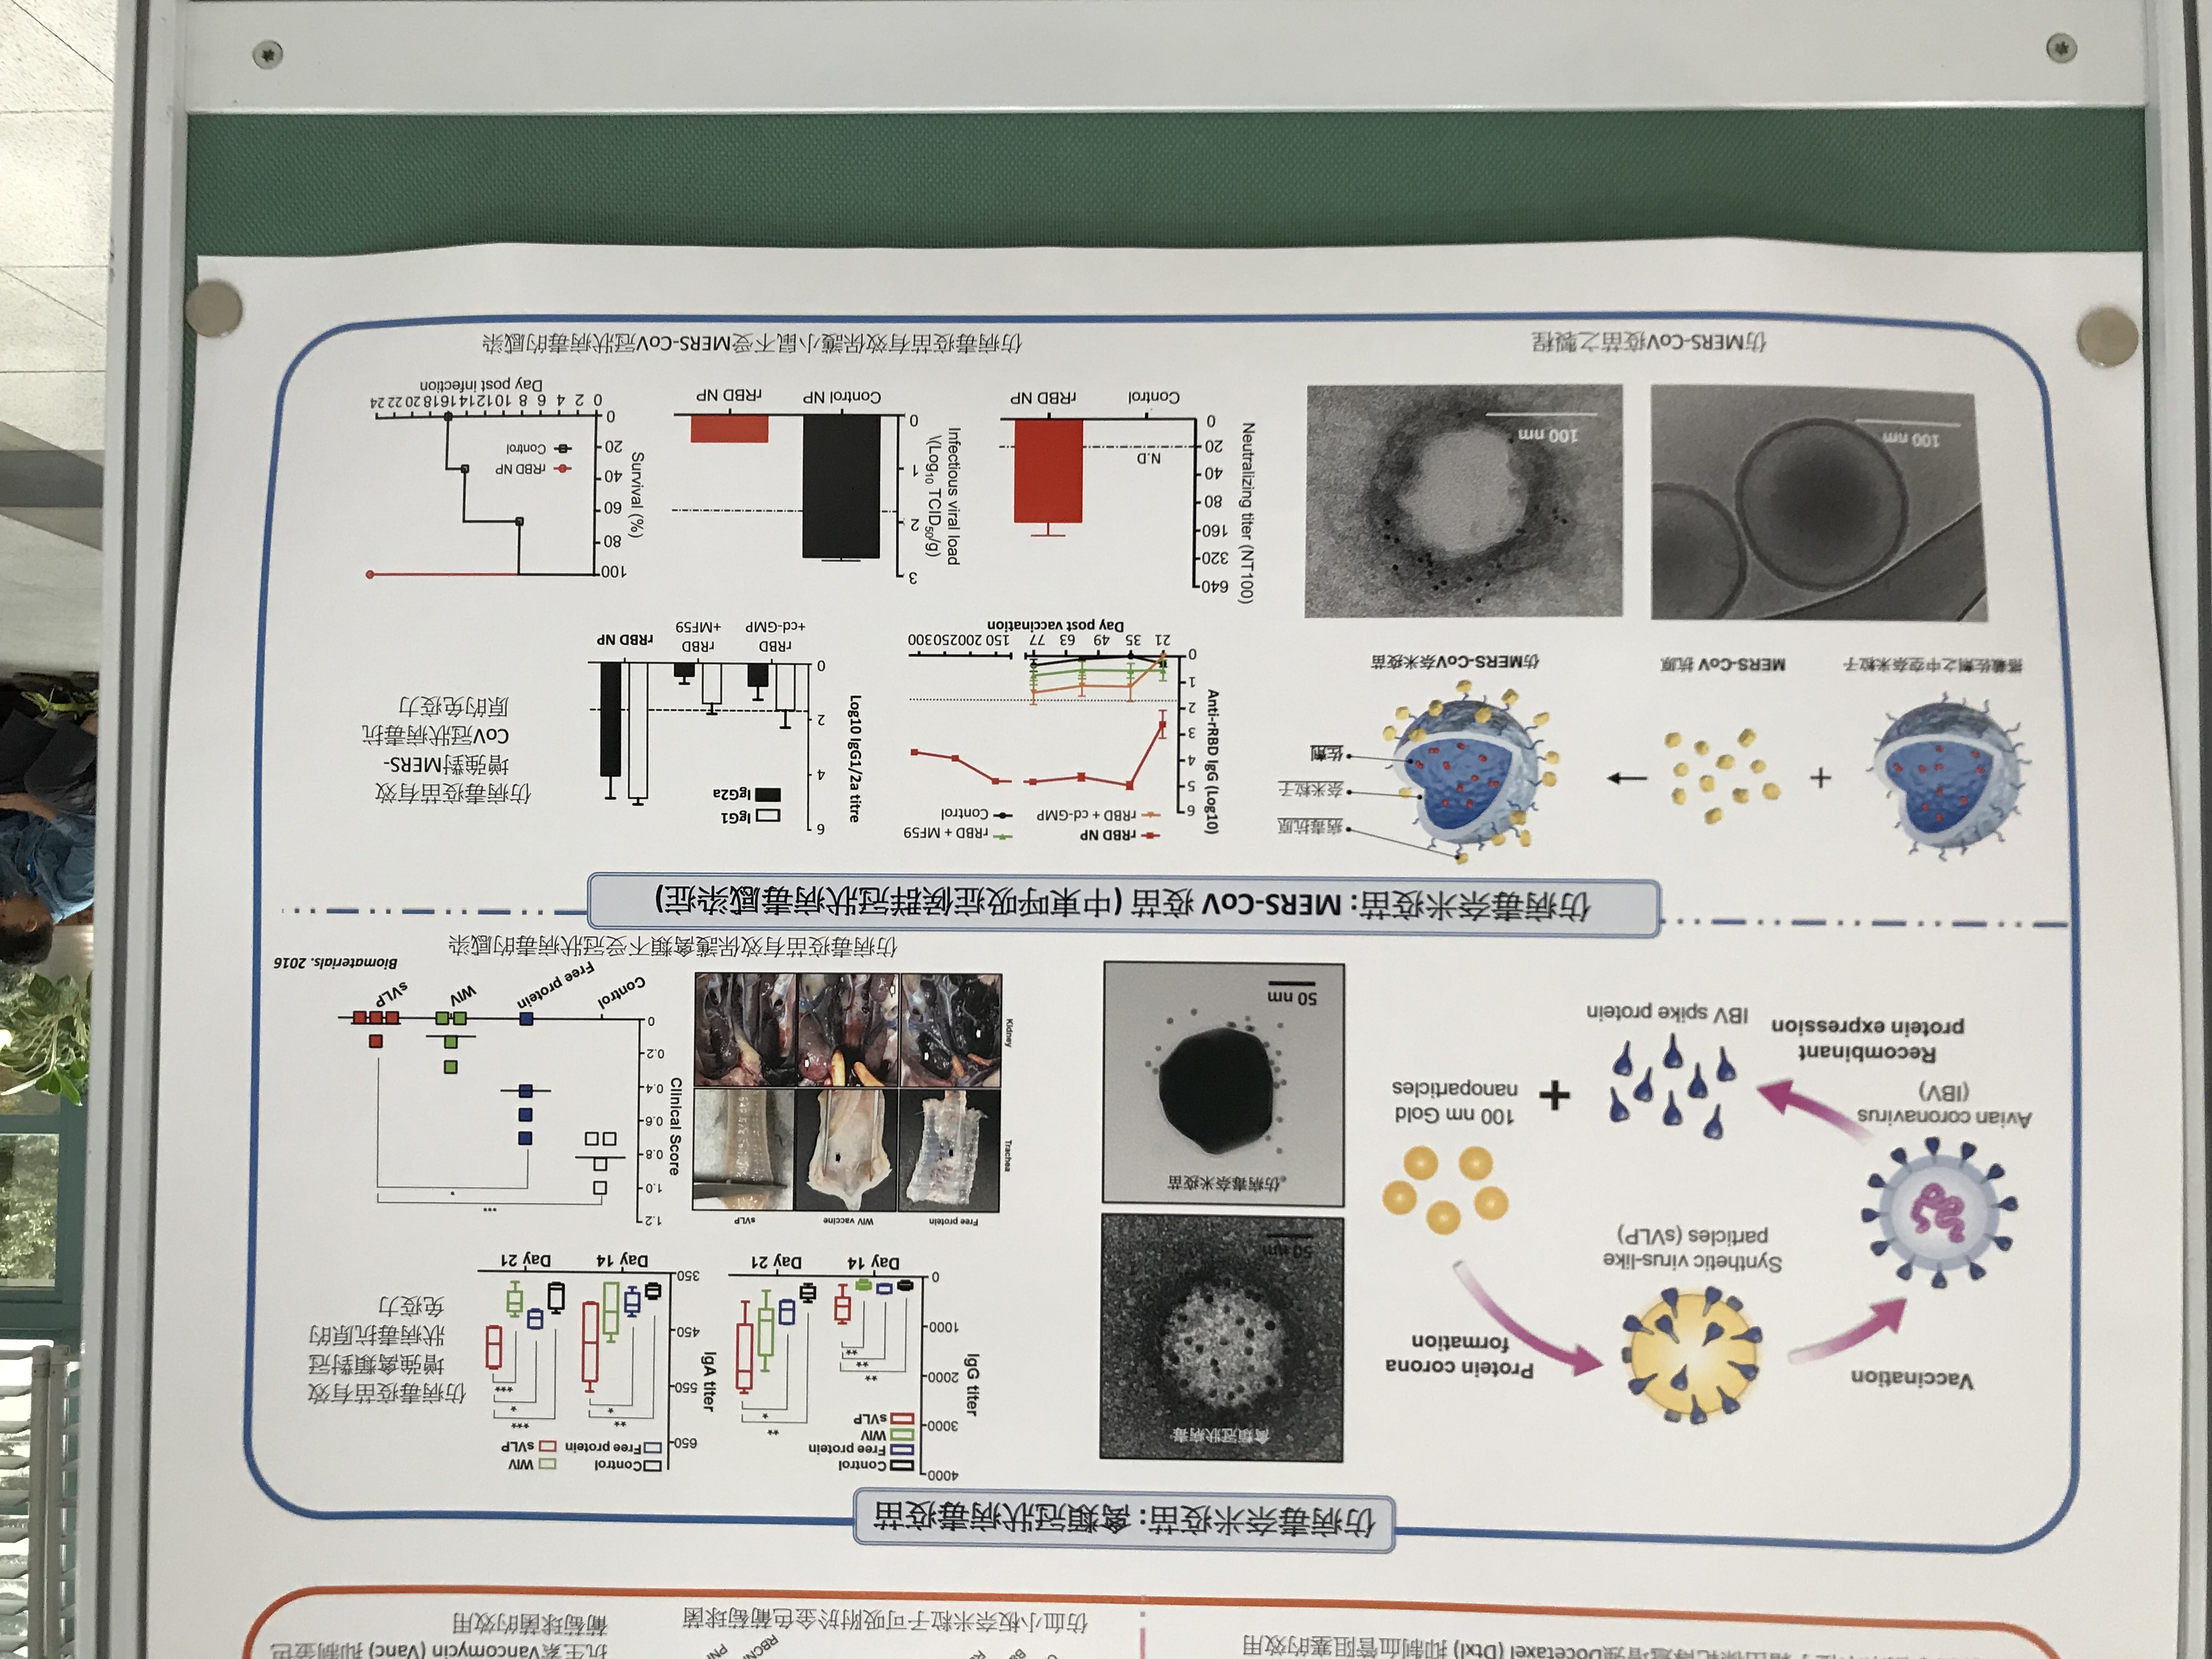 Docetaxel (Dtxl) 抑制血管阻塞的效用
仿血小板奈米粒子可吸附於金色葡萄球菌
抗生素Vancomycin (Vanc) 抑制金色
葡萄球菌的效用
仿病毒奈米疫苗: 禽類冠狀病毒疫苗
Vaccination
Protein corona
formation
Synthetic virus-like
particles (sVLP)
Avian coronavirus
(IBV)
Recombinant
protein expression
IBV spike protein
+
100 nm Gold
nanoparticles
禽類冠狀病毒
50 nm
仿病毒奈米疫苗
50 nm
IgG titer
4000
3000
2000
1000
0
Control
Free protein
WIV
sVLP
** ** ** ** *
Day 14 Day 21
IgA titer
650
550
450
350
Control WIV
Free protein sVLP
** * *** * ***
Day 14 Day 21
仿病毒疫苗有效
增強禽類對冠
狀病毒抗原的
免疫力
Free protein WIV vaccine sVLP
Trachea
Kidney
Clinical Score
1.2
1.0
0.8
0.6
0.4
0.2
0
*** *
Control Free protein WIV sVLP
Biomaterials. 2016
仿病毒疫苗有效保護禽類不受冠狀病毒的感染
仿病毒奈米疫苗: MERS-CoV 疫苗 (中東呼吸症候群冠狀病毒感染症)
+
病毒抗原
奈米粒子
佐劑
搭載佐劑之中空奈米粒子
MERS-CoV 抗原
仿MERS-CoV奈米疫苗
100 nm
100 nm
仿MERS-CoV疫苗之製程
rRBD NP rRBD + MF59
rRBD + cd-GMP Control
Anti-rRBD IgG (Log10)
6
5
4
3
2
1
0
21 35 49 63 77 150 200250300
Day post vaccination
Log10 IgG1/2a titre
6
4
2
0
IgG1
IgG2a
rRBD
+cd-GMP
rRBD
+MF59
rRBD NP
仿病毒疫苗有效
增強對MERS-
CoV冠狀病毒抗
原的免疫力
Neutralizing titer (NT100)
640
320
160
80
40
20
0
N.D
Control rRBD NP
Infectious viral load
\(Log10 TCID50/g)
3
2
1
0
Control NP rRBD NP
Survival (%)
100
80
60
40
20
0
rRBD NP
Control
0 2 4 6 8 10 12 14 16 18 20 22 24
Day post infection
仿病毒疫苗有效保護小鼠不受MERS-CoV冠狀病毒的感染